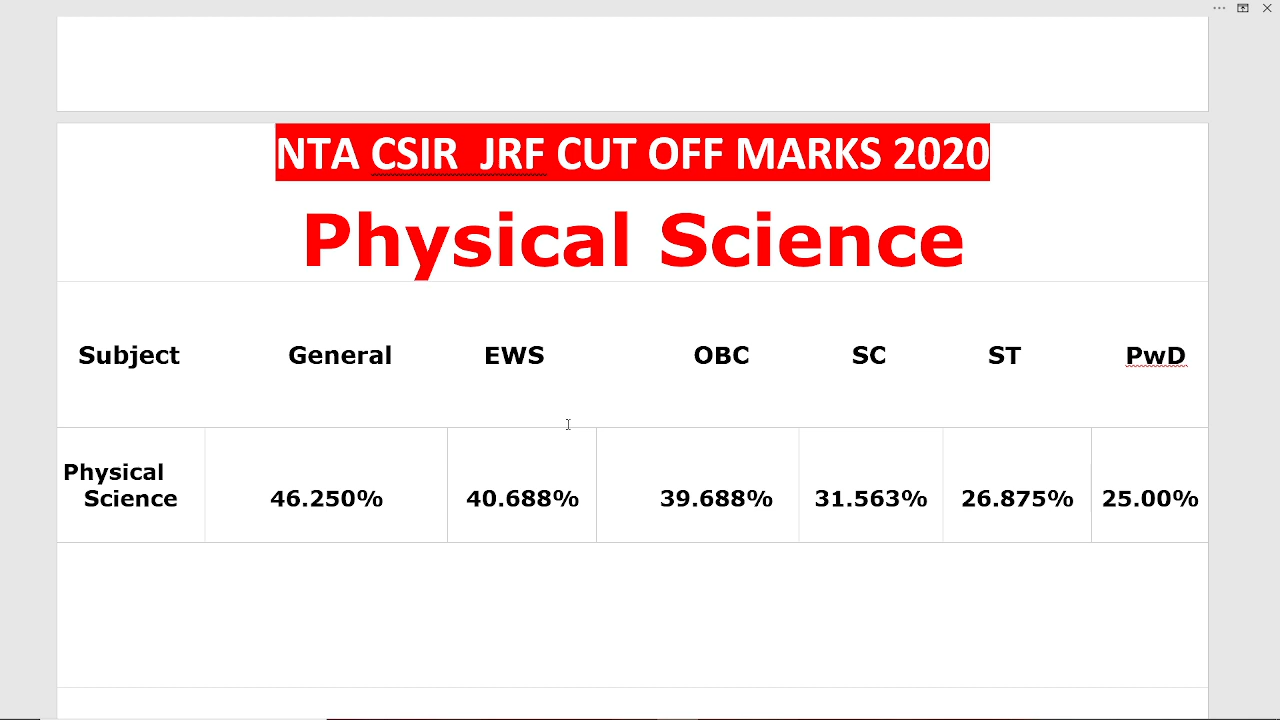 NTA CSIR JRF CUT OFF MARKS 2020
Physical Science
Subject General EWS OBC SC ST PwD
Physical
Science 46.250% 40.688% 39.688% 31.563% 26.875% 25.00%